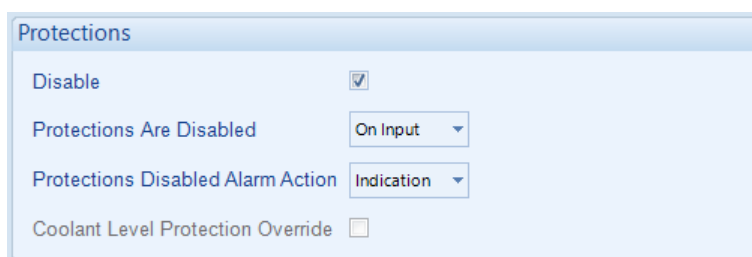 Protections
Disable
Protections Are Disabled On Input
Protections Disabled Alarm Action Indication
Coolant Level Protection Override